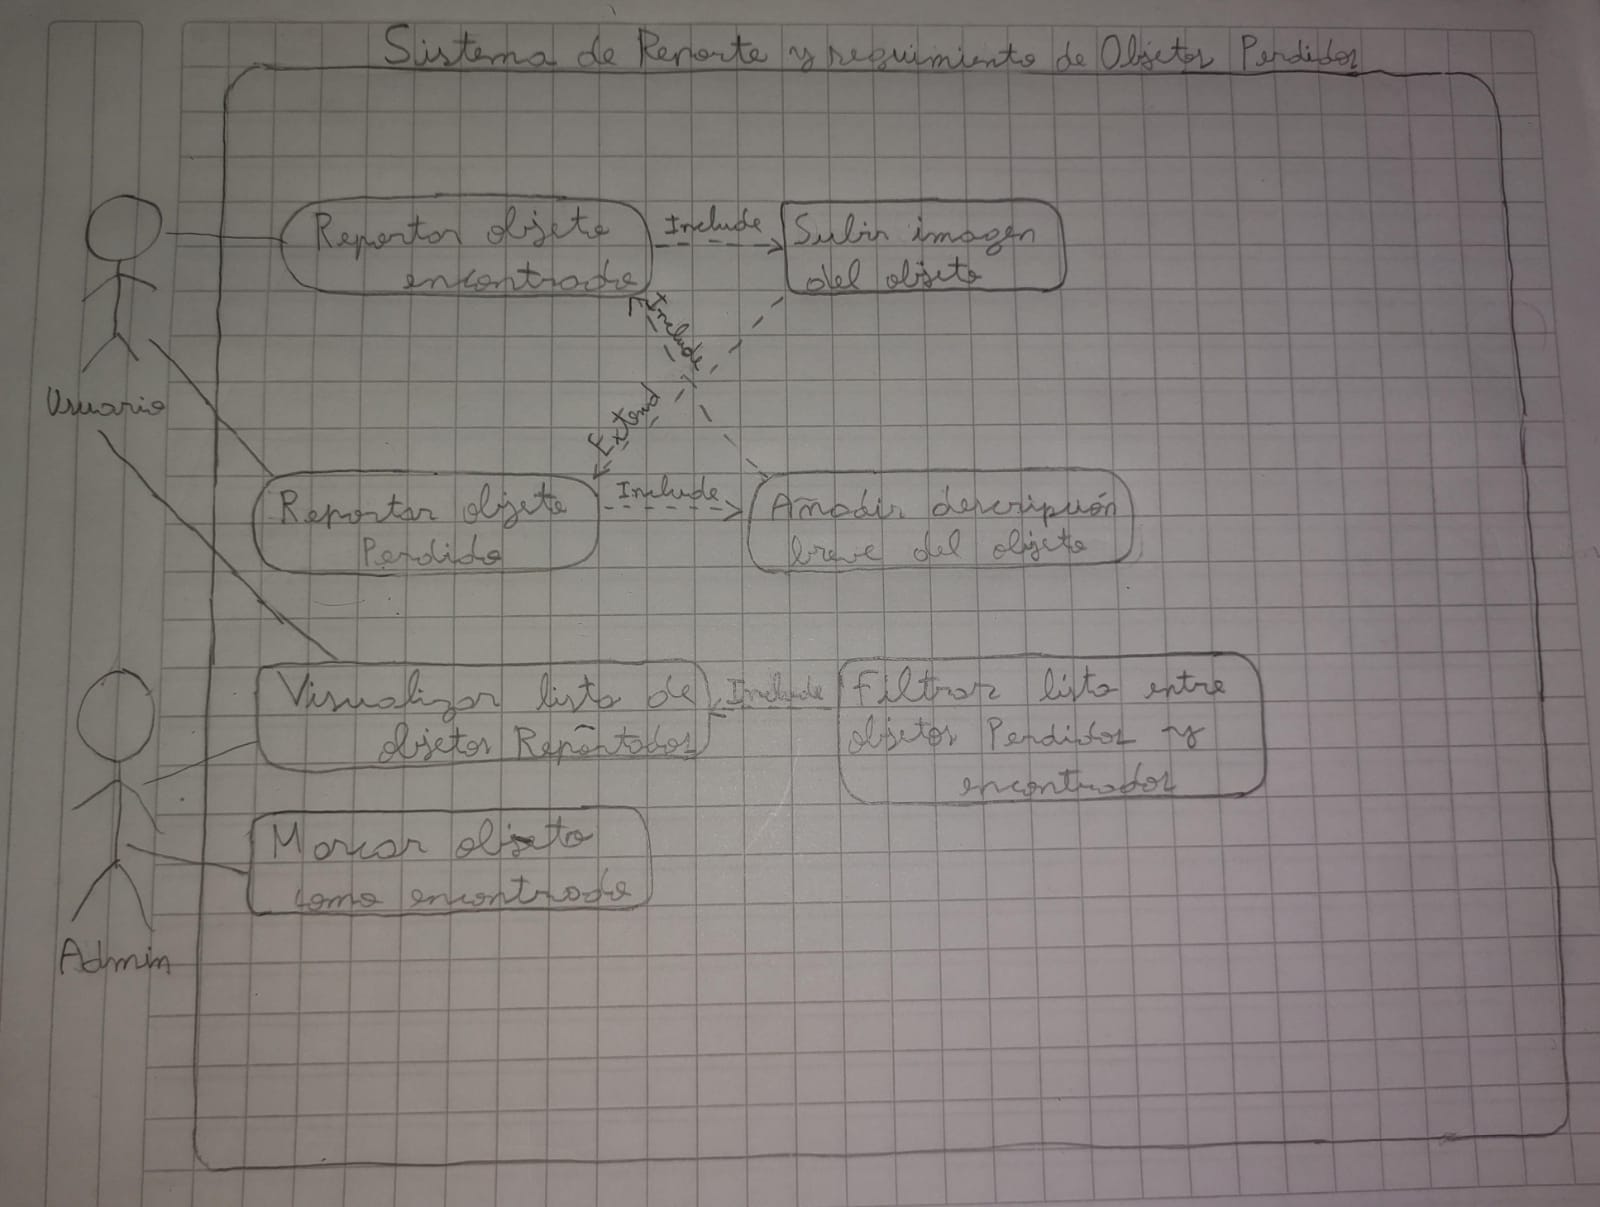 Sistema de Reporte y seguimiento de Objetos Perdidos
Reportar objeto
encontrado
Include
Subir imagen
del objeto
Include
Extend
Usuario
Reportar objeto
Perdido
Include
Añadir descripción
breve del objeto
Visualizar lista de
objetos Reportados
Include
Filtrar lista entre
objetos Perdidos y
encontrados
Marcar objeto
como encontrado
Admin